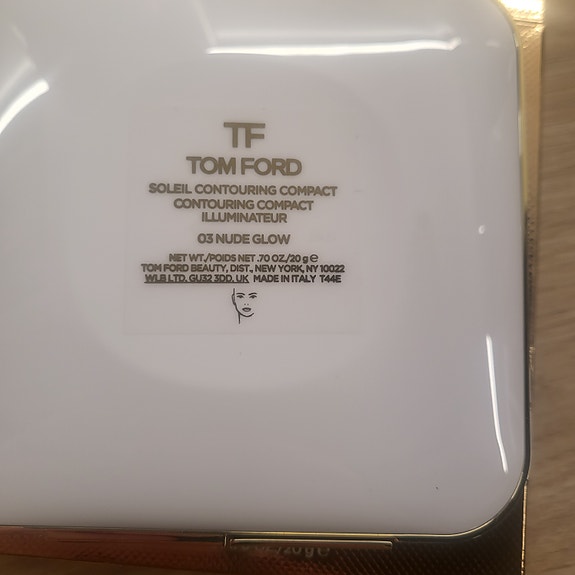 TF
TOM FORD
SOLEIL CONTOURING COMPACT
CONTOURING COMPACT
ILLUMINATEUR
03 NUDE GLOW
NET WT./POIDS NET .70 OZ./20 g ℮
TOM FORD BEAUTY, DIST., NEW YORK, NY 10022
WLB LTD. GU32 3DD. UK MADE IN ITALY T44E
/20 g ℮